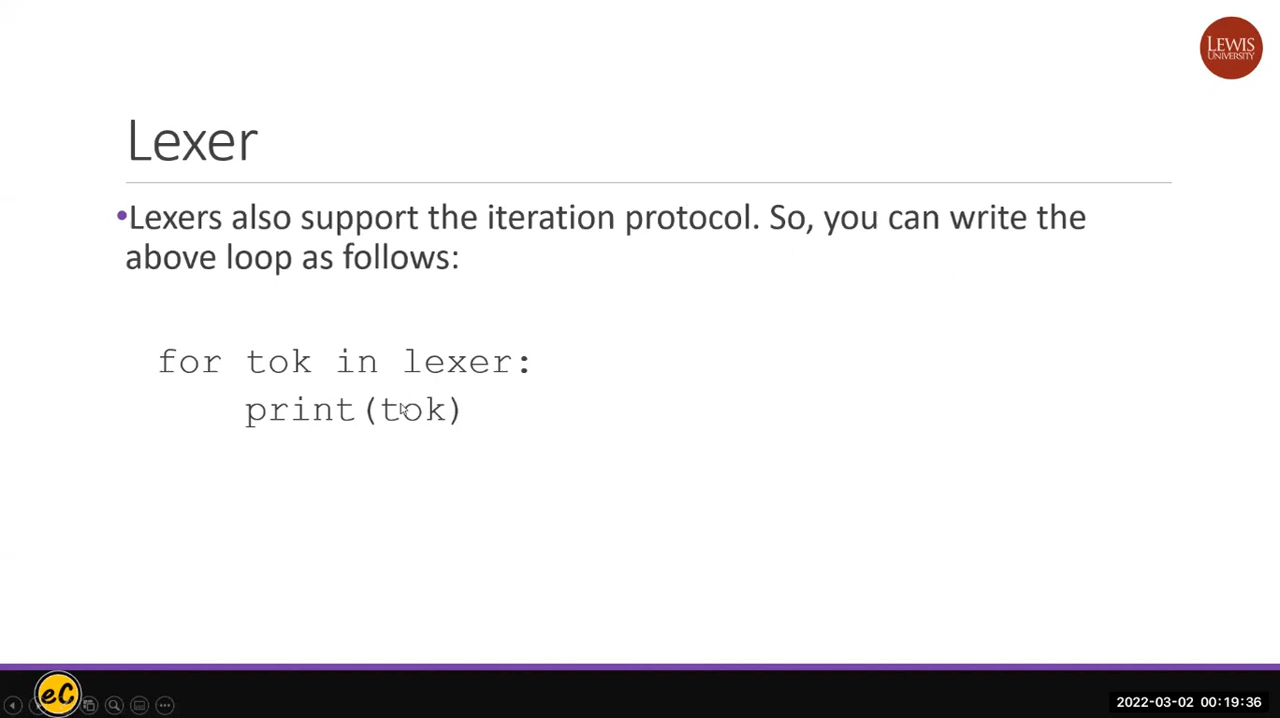 LEWIS
UNIVERSITY
Lexer
•Lexers also support the iteration protocol. So, you can write the
above loop as follows:
for tok in lexer:
print(tok)
eC
2022-03-02 00:19:36